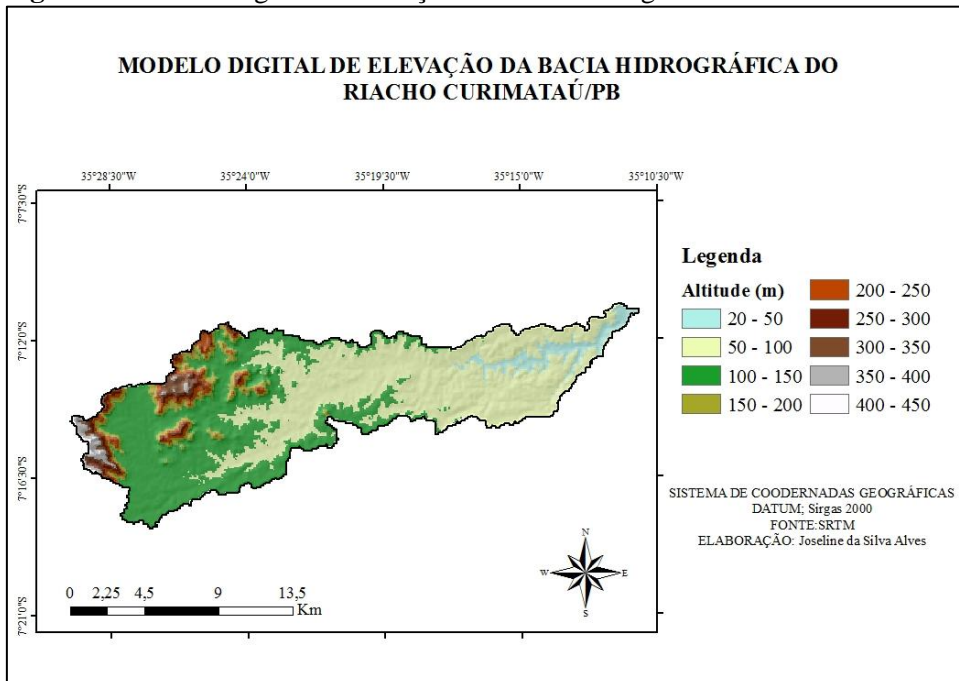 MODELO DIGITAL DE ELEVAÇÃO DA BACIA HIDROGRÁFICA DO
RIACHO CURIMATAÚ/PB
35°28'30"W 35°24'0"W 35°19'30"W 35°15'0"W 35°10'30"W
7°7'30"S
7°12'0"S
7°16'30"S
7°21'0"S
Legenda
Altitude (m)
20 - 50
50 - 100
100 - 150
150 - 200
200 - 250
250 - 300
300 - 350
350 - 400
400 - 450
SISTEMA DE COODERNADAS GEOGRÁFICAS
DATUM; Sirgas 2000
FONTE:SRTM
ELABORAÇÃO: Joseline da Silva Alves
N
W E
S
0 2,25 4,5 9 13,5
Km